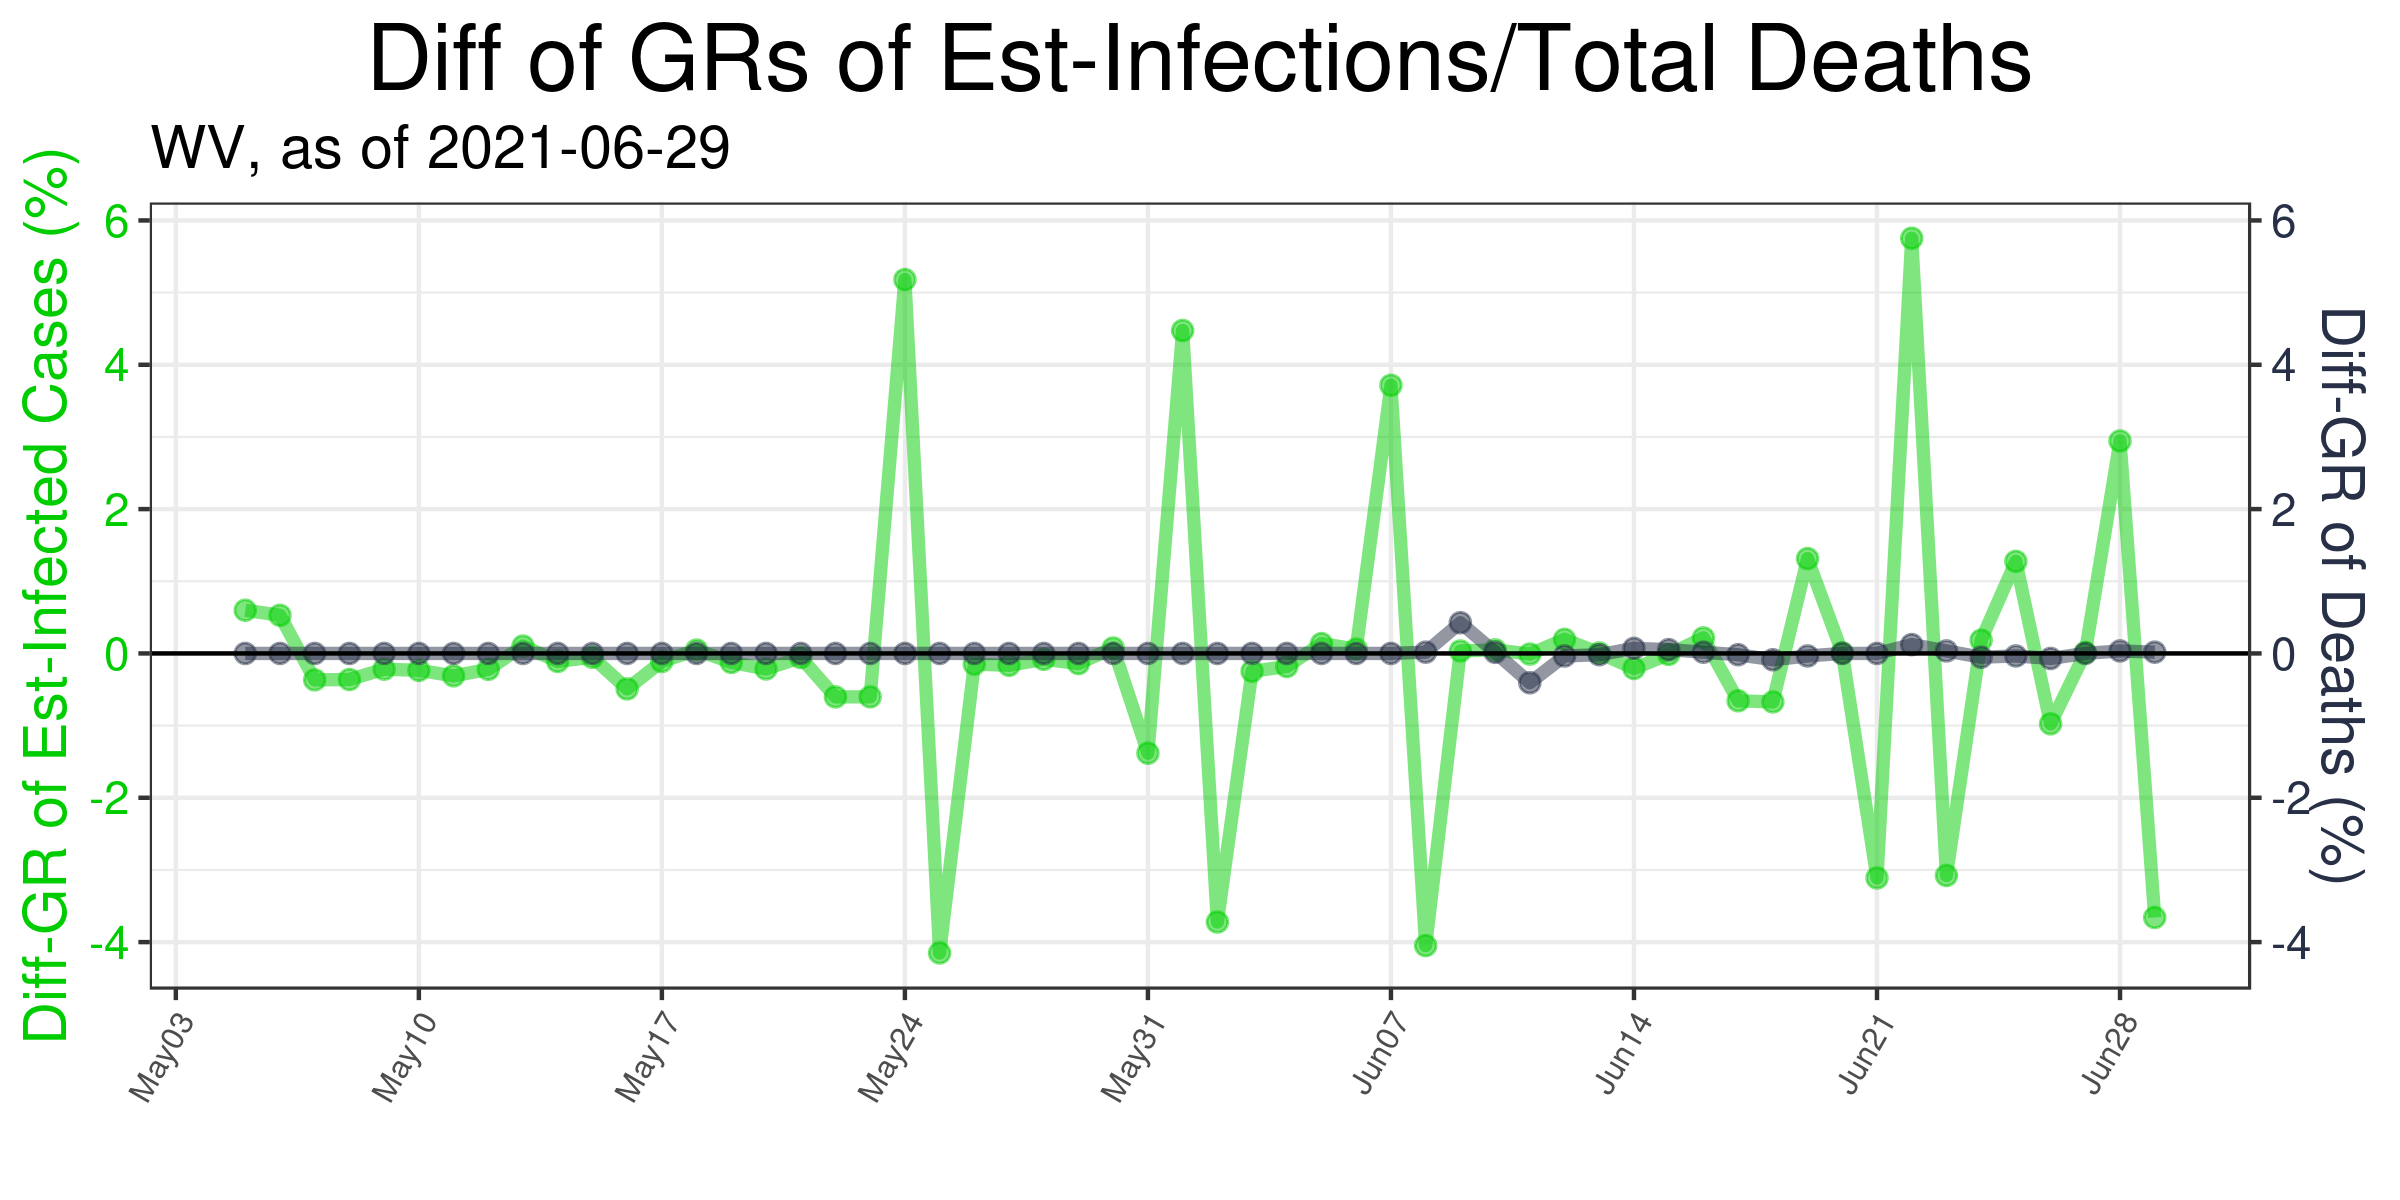 Diff of GRs of Est-Infections/Total Deaths
WV, as of 2021-06-29
Diff-GR of Est-Infected Cases (%)
6
4
2
0
-2
-4
6
4
2
0
-2
-4
Diff-GR of Deaths (%)
May03
May10
May17
May24
May31
Jun07
Jun14
Jun21
Jun28